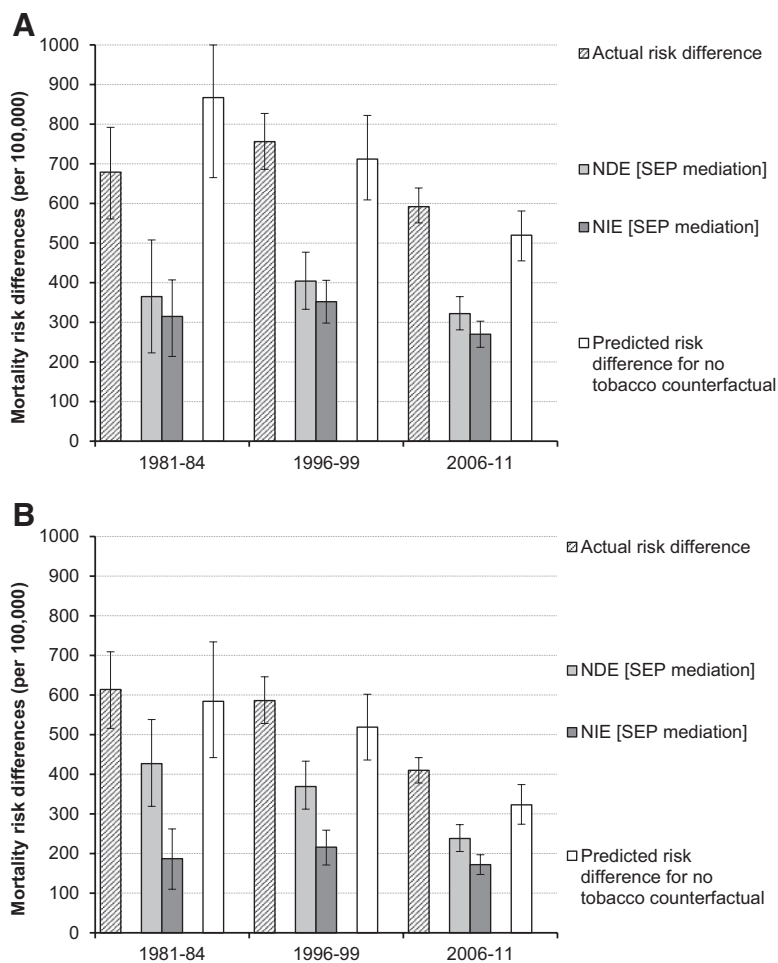 A
Mortality risk differences (per 100,000)
1000
900
800
700
600
500
400
300
200
100
0
1981-84
1996-99
2006-11
Actual risk difference
NDE [SEP mediation]
NIE [SEP mediation]
Predicted risk
difference for no
tobacco counterfactual
B
Mortality risk differences (per 100,000)
1000
900
800
700
600
500
400
300
200
100
0
1981-84
1996-99
2006-11
Actual risk difference
NDE [SEP mediation]
NIE [SEP mediation]
Predicted risk
difference for no
tobacco counterfactual